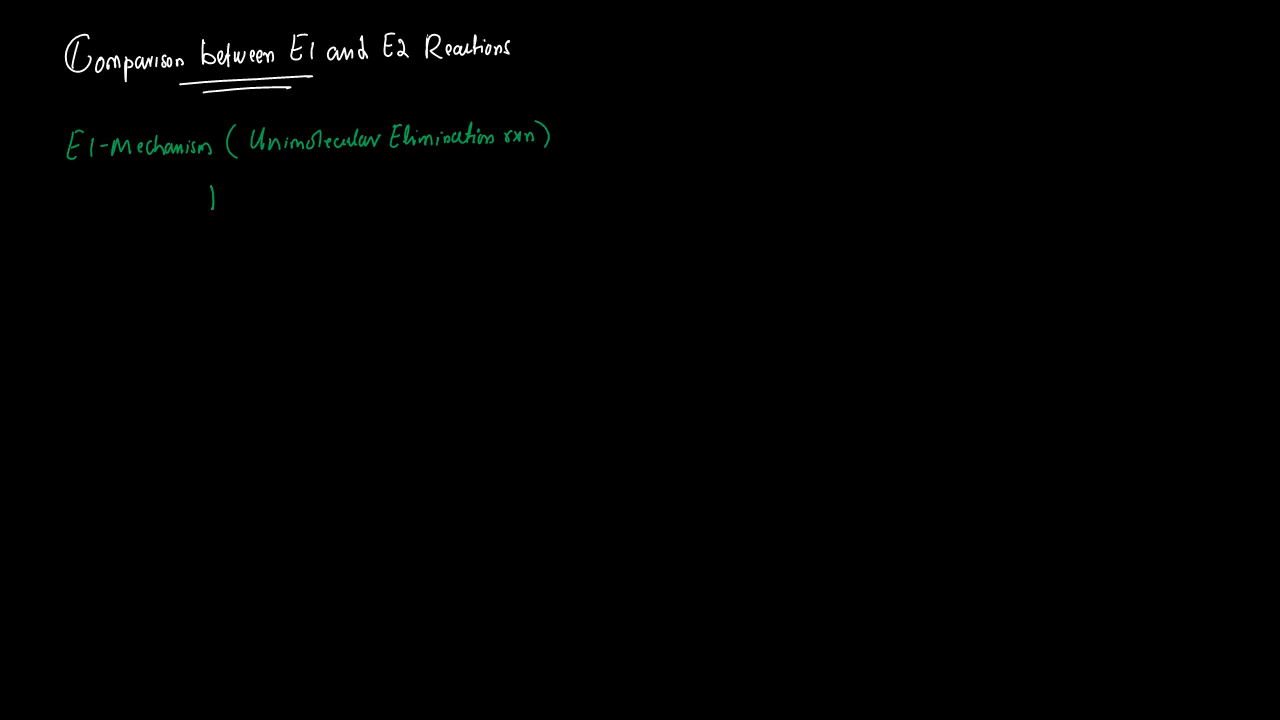 Comparison between E1 and E2 Reactions
E1-Mechanism ( Unimolecular Elimination rxn)